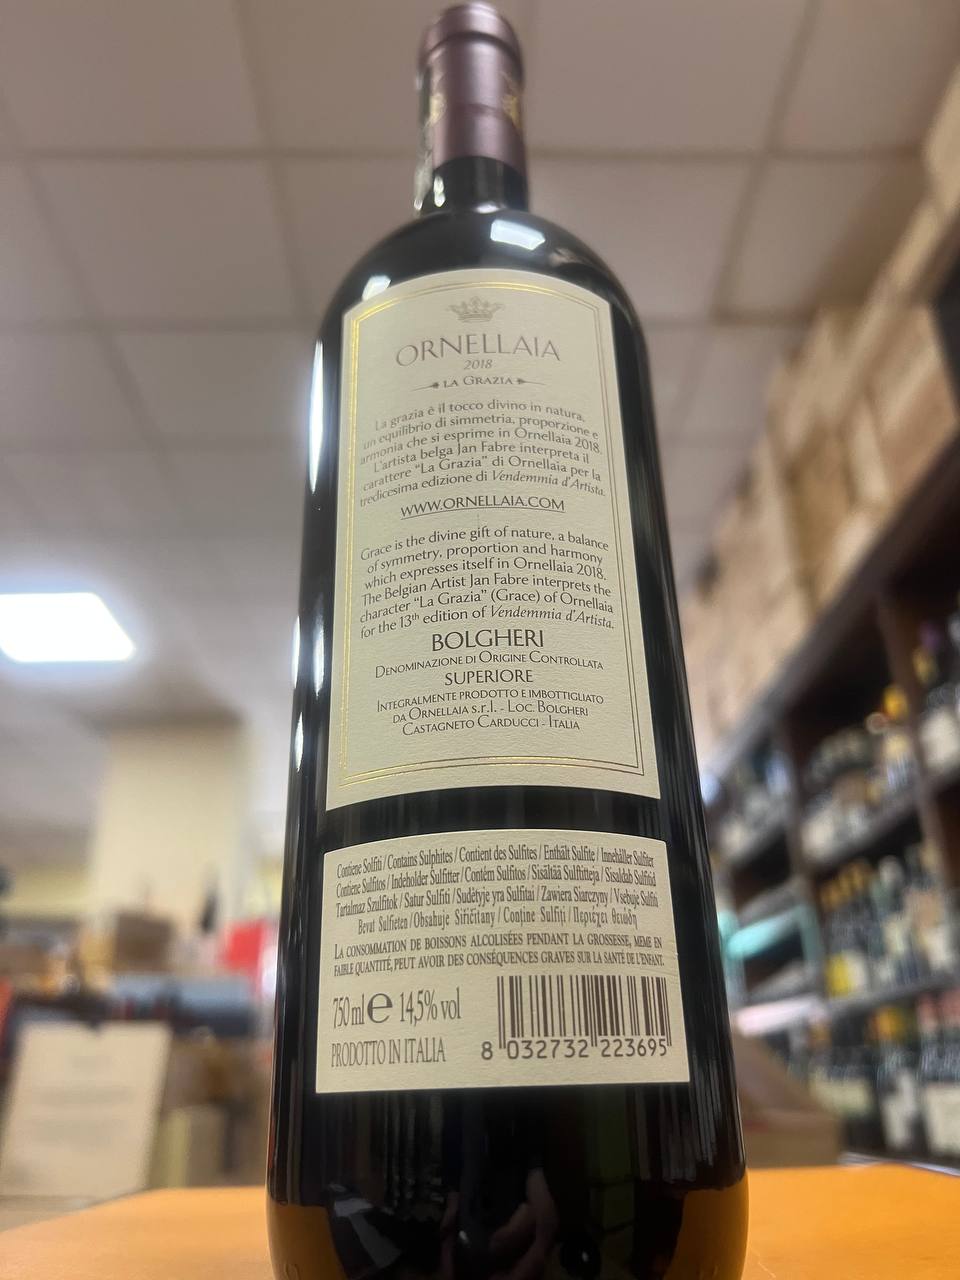 ORNELLAIA
2018
LA GRAZIA
La grazia è il tocco divino in natura,
un equilibrio di simmetria, proporzione e
armonia che si esprime in Ornellaia 2018.
L'artista belga Jan Fabre interpreta il
carattere "La Grazia" di Ornellaia per la
tredicesima edizione di Vendemmia d'Artista.
WWW.ORNELLAIA.COM
Grace is the divine gift of nature, a balance
of symmetry, proportion and harmony
which expresses itself in Ornellaia 2018.
The Belgian Artist Jan Fabre interprets the
character "La Grazia" (Grace) of Ornellaia
for the 13th edition of Vendemmia d'Artista.
BOLGHERI
DENOMINAZIONE DI ORIGINE CONTROLLATA
SUPERIORE
INTEGRALMENTE PRODOTTO E IMBOTTIGLIATO
DA ORNELLAIA s.r.l. - LOC. BOLGHERI
CASTAGNETO CARDUCCI - ITALIA
Contiene Solfiti / Contains Sulphites / Contient des Sulfites / Enthält Sulfite / Innehåller Sulfiter
Contiene Sulfitos / Indeholder Sulfitter / Contém Sulfitos / Sisältää Sulfiitteja / Sisaldab Sulfitid
Tartalmaz Szulfitok / Satur Sulfiti / Sudėtyje yra Sulfitai / Zawiera Siarczyny / Vsebuje Sulfiti
Bevat Sulfieten / Obsahuje Siřičitany / Conţine Sulfiţi / Περιέχει θειώδη
LA CONSOMMATION DE BOISSONS ALCOLISÉES PENDANT LA GROSSESSE, MEME EN
FAIBLE QUANTITÉ, PEUT AVOIR DES CONSÉQUENCES GRAVES SUR LA SANTÉ DE L'ENFANT.
750 ml e 14,5% vol
PRODOTTO IN ITALIA
8 032732 223695